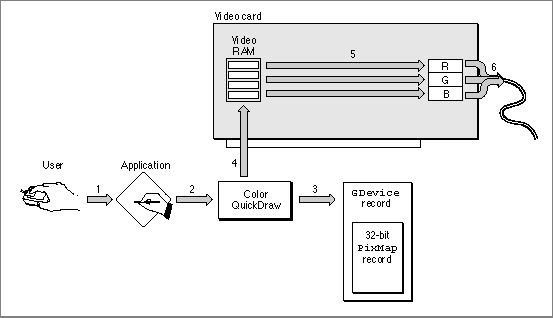 Video card
Video
RAM
5
R
G
B
6
4
User
Application
1
2
Color
QuickDraw
3
GDevice
record
32-bit
PixMap
record